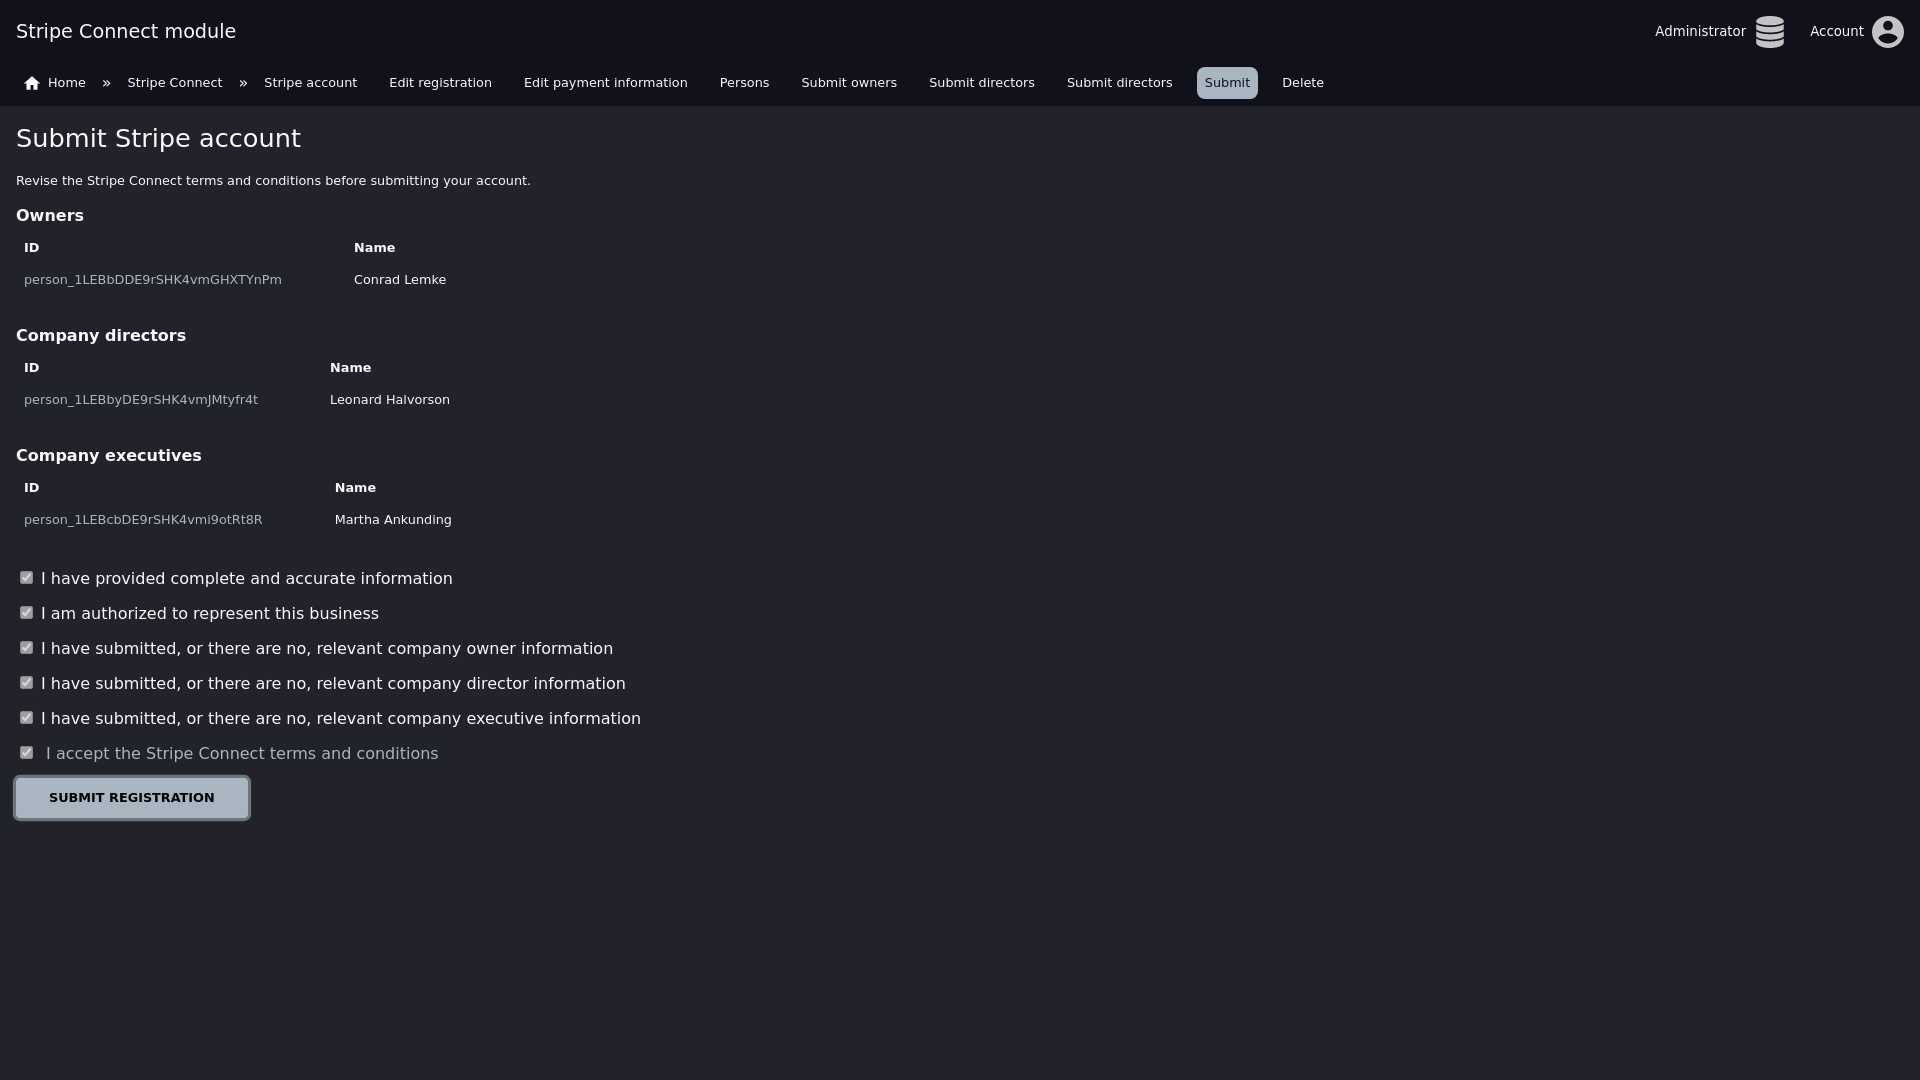 Stripe Connect module
Administrator
Account
Home » Stripe Connect » Stripe account Edit registration Edit payment information Persons Submit owners Submit directors Submit directors Submit Delete
Submit Stripe account
Revise the Stripe Connect terms and conditions before submitting your account.
Owners
ID Name
person_1LEBbDDE9rSHK4vmGHXTYnPm Conrad Lemke
Company directors
ID Name
person_1LEBbyDE9rSHK4vmJMtyfr4t Leonard Halvorson
Company executives
ID Name
person_1LEBcbDE9rSHK4vmi9otRt8R Martha Ankunding
I have provided complete and accurate information
I am authorized to represent this business
I have submitted, or there are no, relevant company owner information
I have submitted, or there are no, relevant company director information
I have submitted, or there are no, relevant company executive information
I accept the Stripe Connect terms and conditions
SUBMIT REGISTRATION